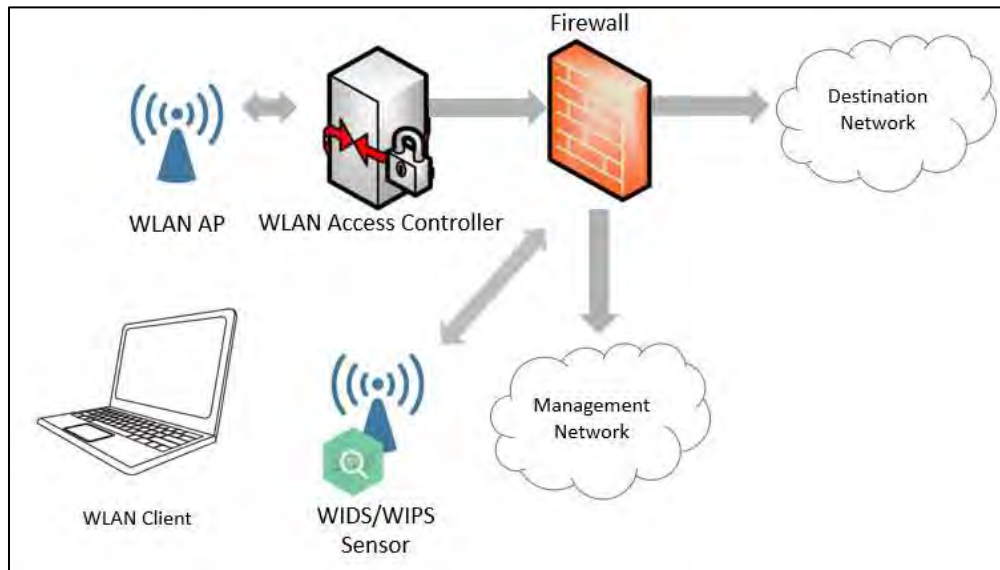 Firewall
Destination
Network
WLAN AP
WLAN Access Controller
Management
Network
WLAN Client
WIDS/WIPS
Sensor